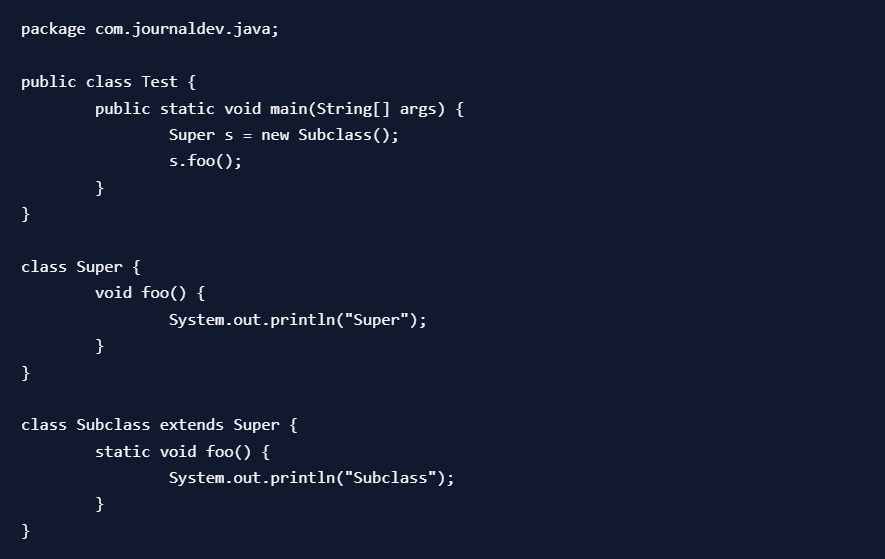 package com.journaldev.java;
public class Test {
public static void main(String[] args) {
Super s = new Subclass();
s.foo();
}
}
class Super {
void foo() {
System.out.println("Super");
}
}
class Subclass extends Super {
static void foo() {
System.out.println("Subclass");
}
}